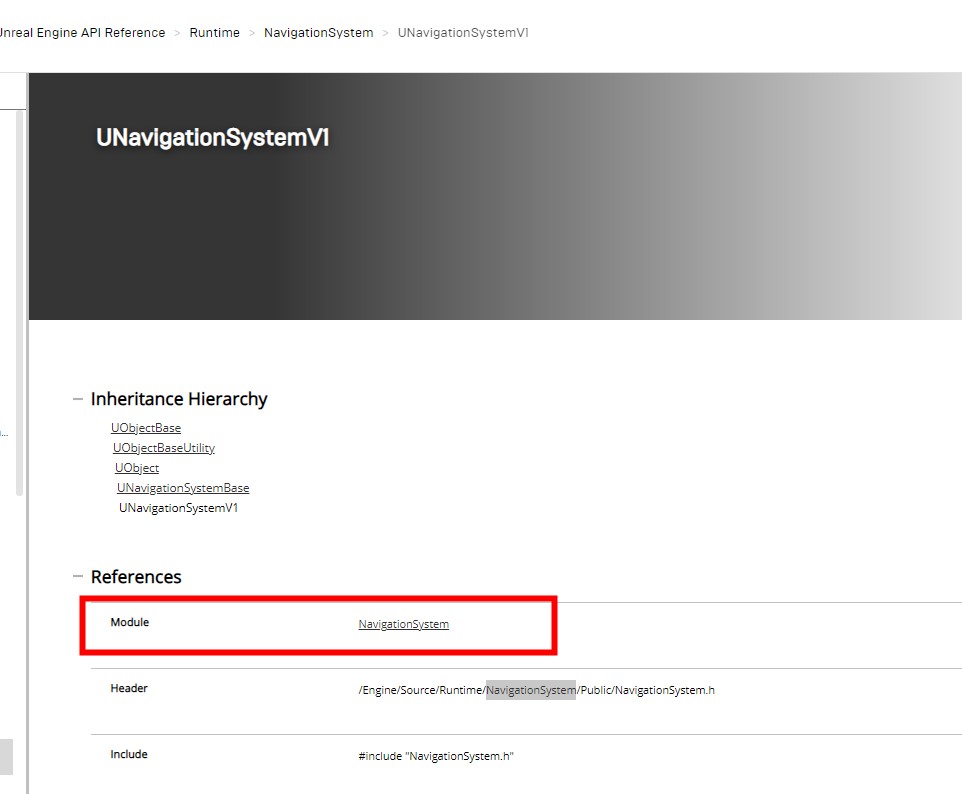 Unreal Engine API Reference > Runtime > NavigationSystem > UNavigationSystemV1
UNavigationSystemV1
Inheritance Hierarchy
UObjectBase
UObjectBaseUtility
UObject
UNavigationSystemBase
UNavigationSystemV1
References
Module NavigationSystem
Header /Engine/Source/Runtime/NavigationSystem/Public/NavigationSystem.h
Include #include "NavigationSystem.h"